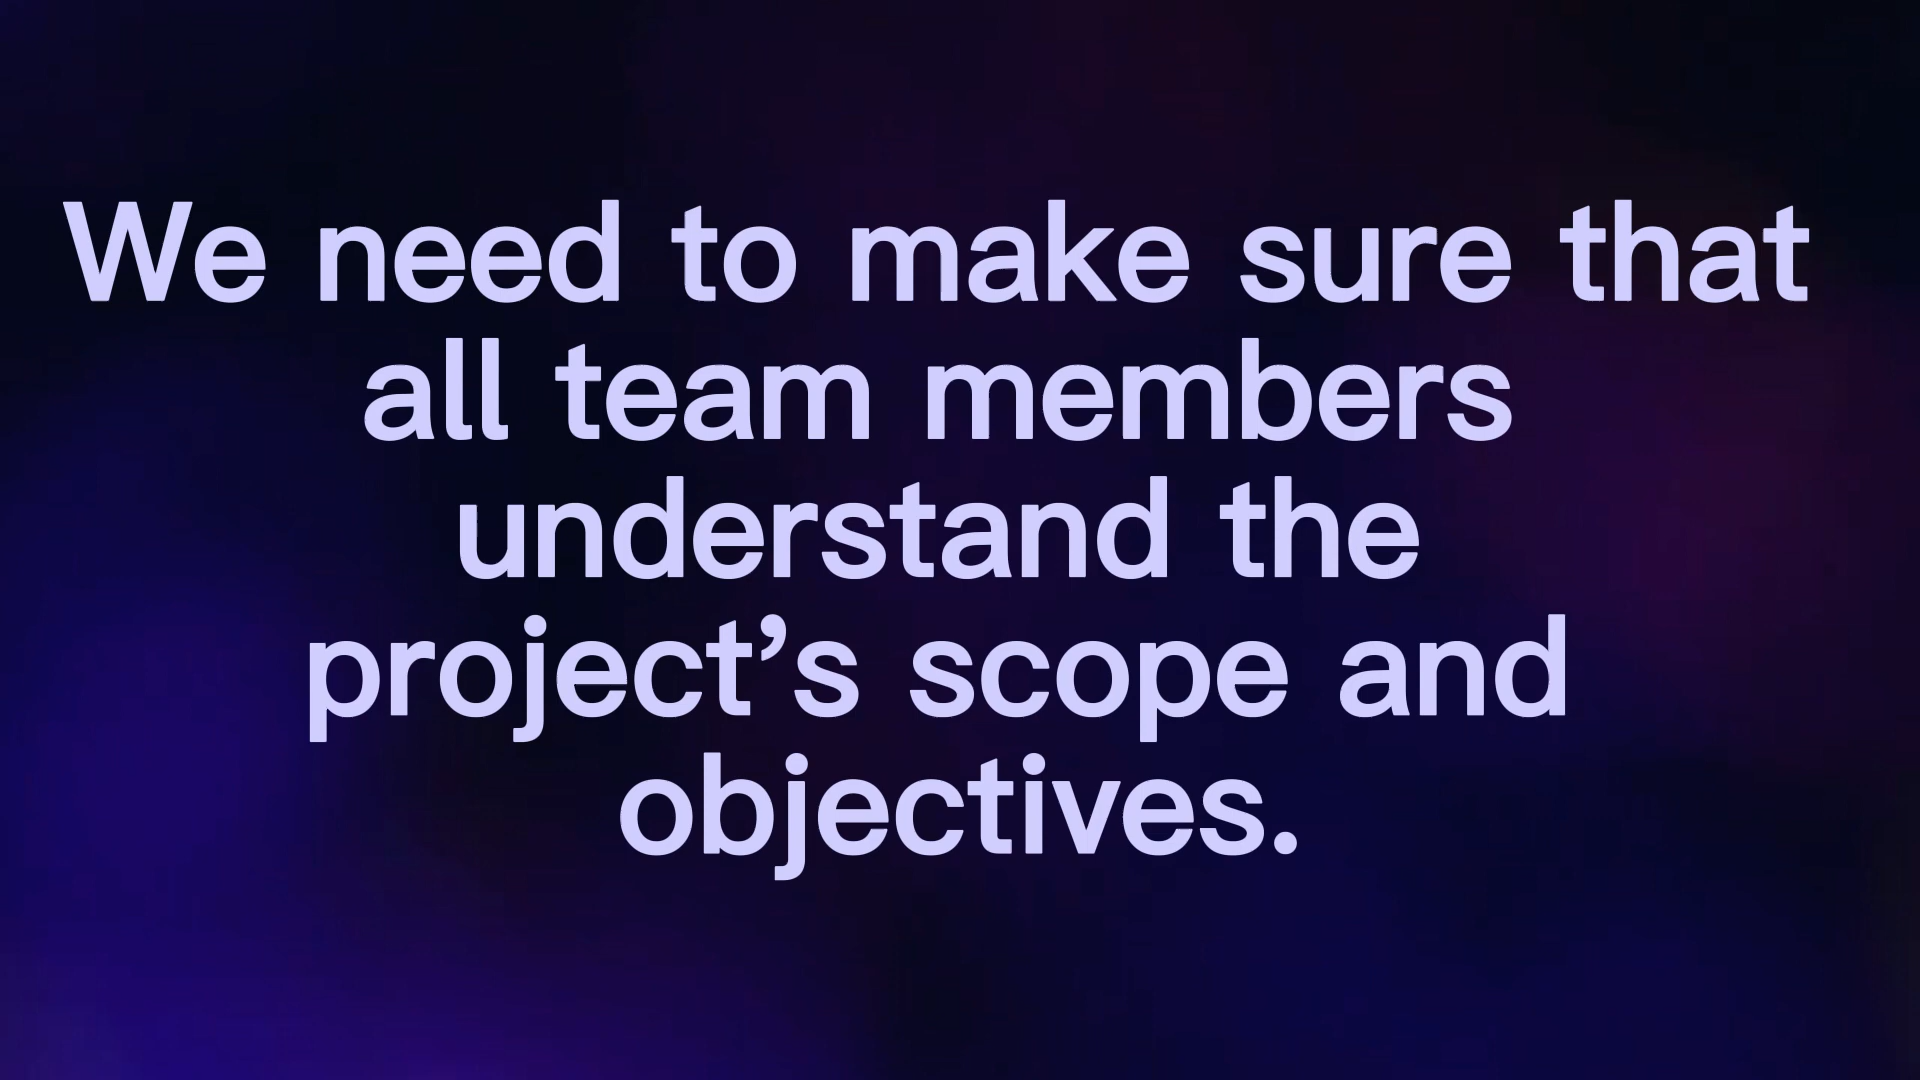 We need to make sure that
all team members
understand the
project’s scope and
objectives.